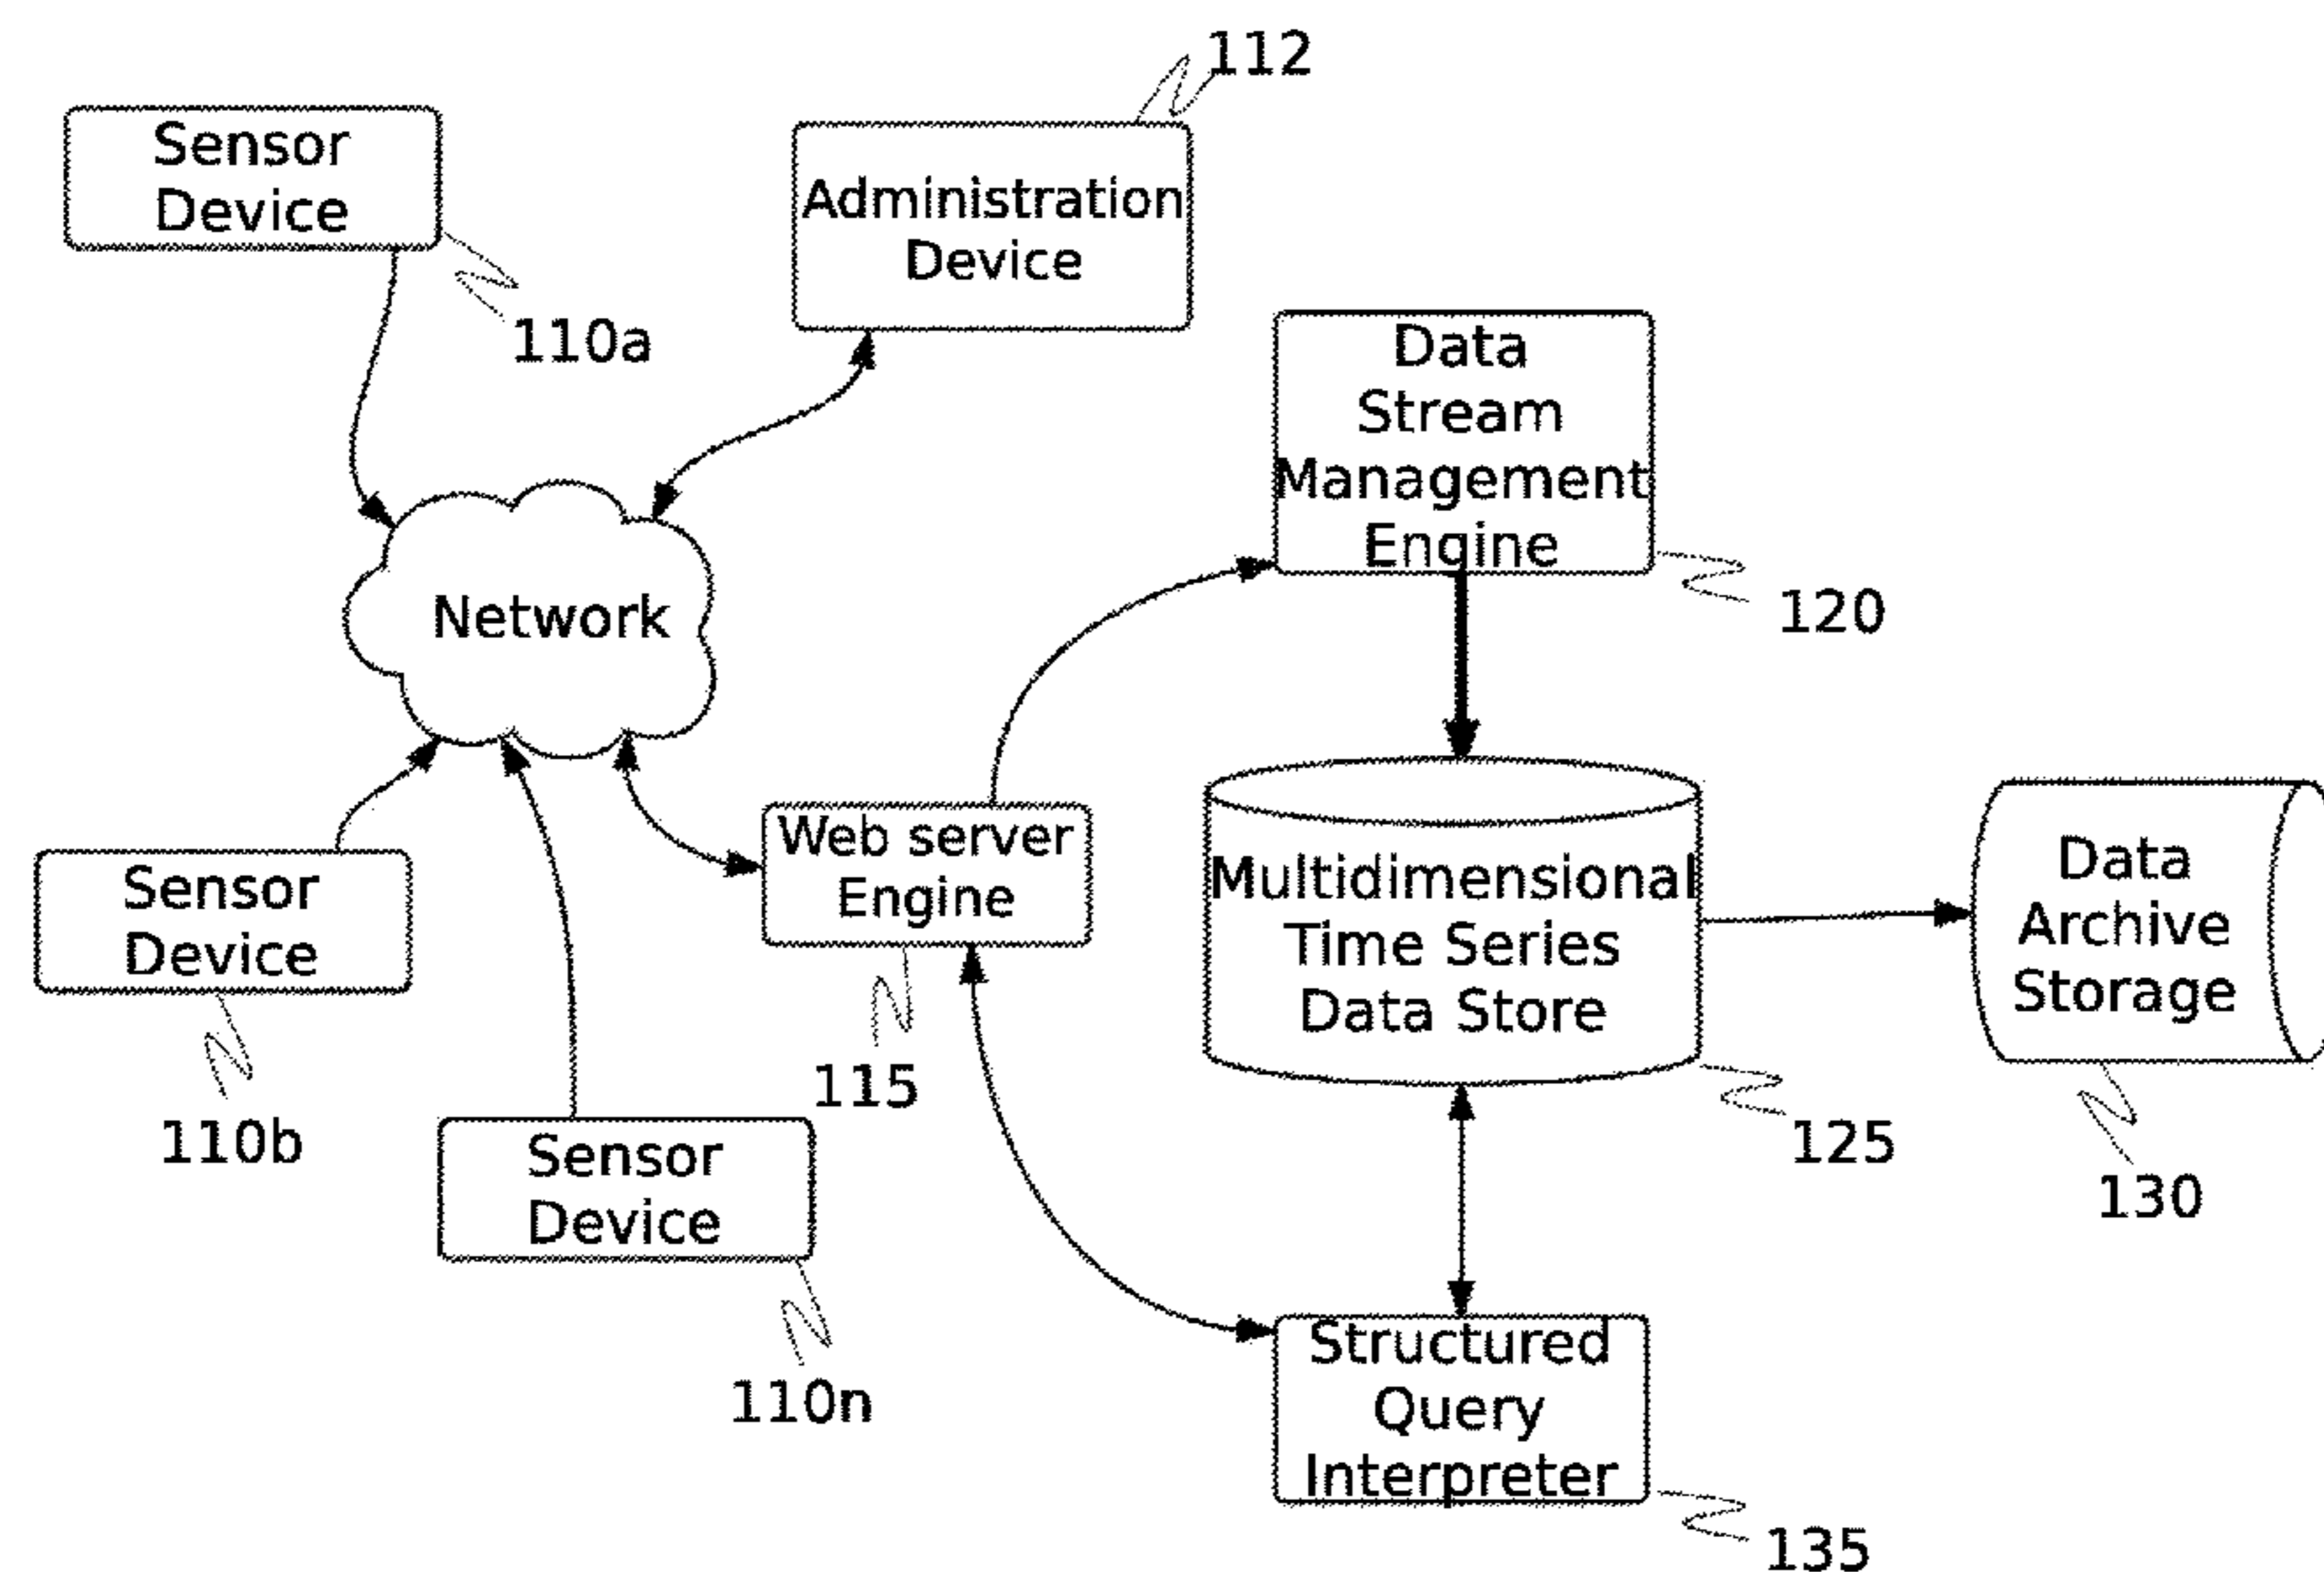 112
Sensor
Device
110a
Administration
Device
Data
Stream
Management
Engine
120
Network
Web server
Engine
115
Multidimensional
Time Series
Data Store
125
Data
Archive
Storage
130
Sensor
Device
110b
Sensor
Device
110n
Structured
Query
Interpreter
135